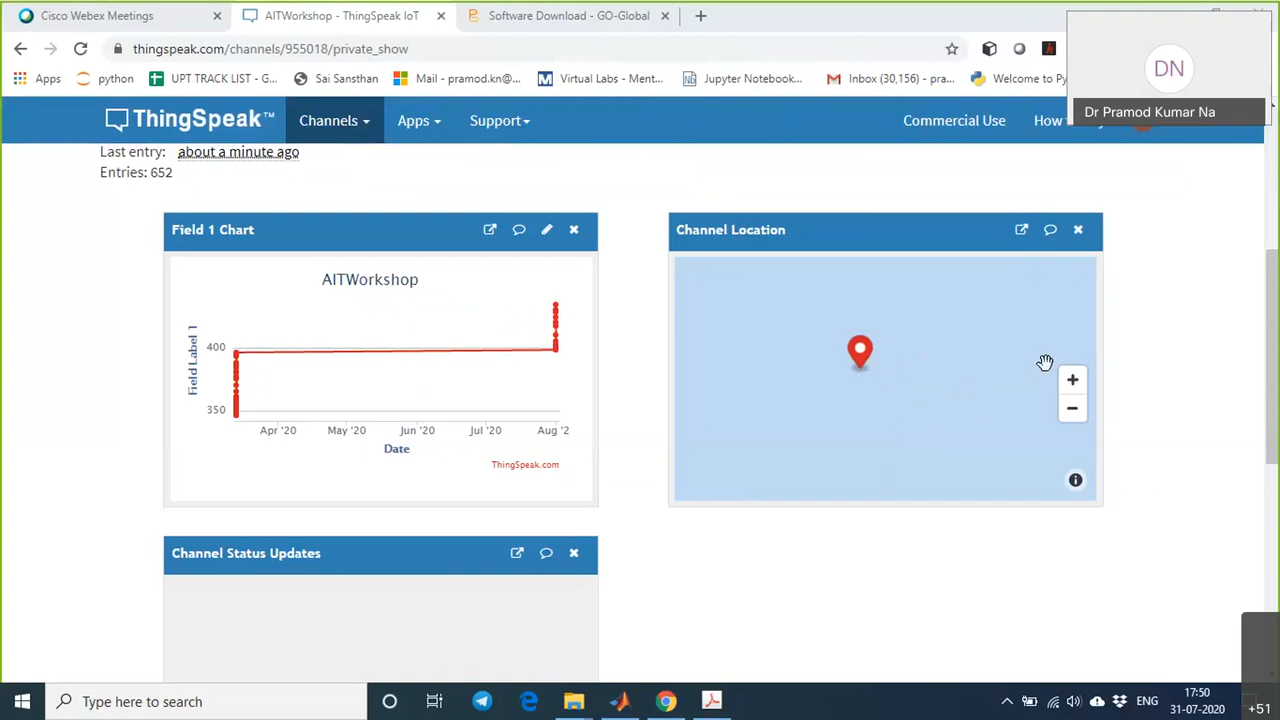 Cisco Webex Meetings
AITWorkshop - ThingSpeak IoT
Software Download - GO-Global
thingspeak.com/channels/955018/private_show
Apps
python
UPT TRACK LIST - G...
Sai Sansthan
Mail - pramod.kn@...
Virtual Labs - Ment...
Jupyter Notebook...
Inbox (30,156) - pra...
Welcome to Py
DN
Dr Pramod Kumar Na
ThingSpeak™
Channels
Apps
Support
Commercial Use
How
Last entry: about a minute ago
Entries: 652
Field 1 Chart
Channel Location
AITWorkshop
Field Label 1
400
350
Apr '20 May '20 Jun '20 Jul '20 Aug '2
Date
ThingSpeak.com
Channel Status Updates
Type here to search
ENG
17:50
31-07-2020
+51